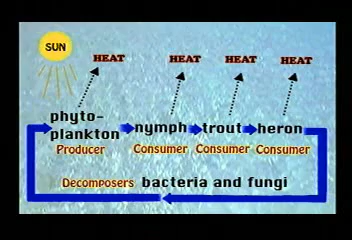 SUN
HEAT HEAT HEAT HEAT
phyto-
plankton nymph trout heron
Producer Consumer Consumer Consumer
Decomposers bacteria and fungi